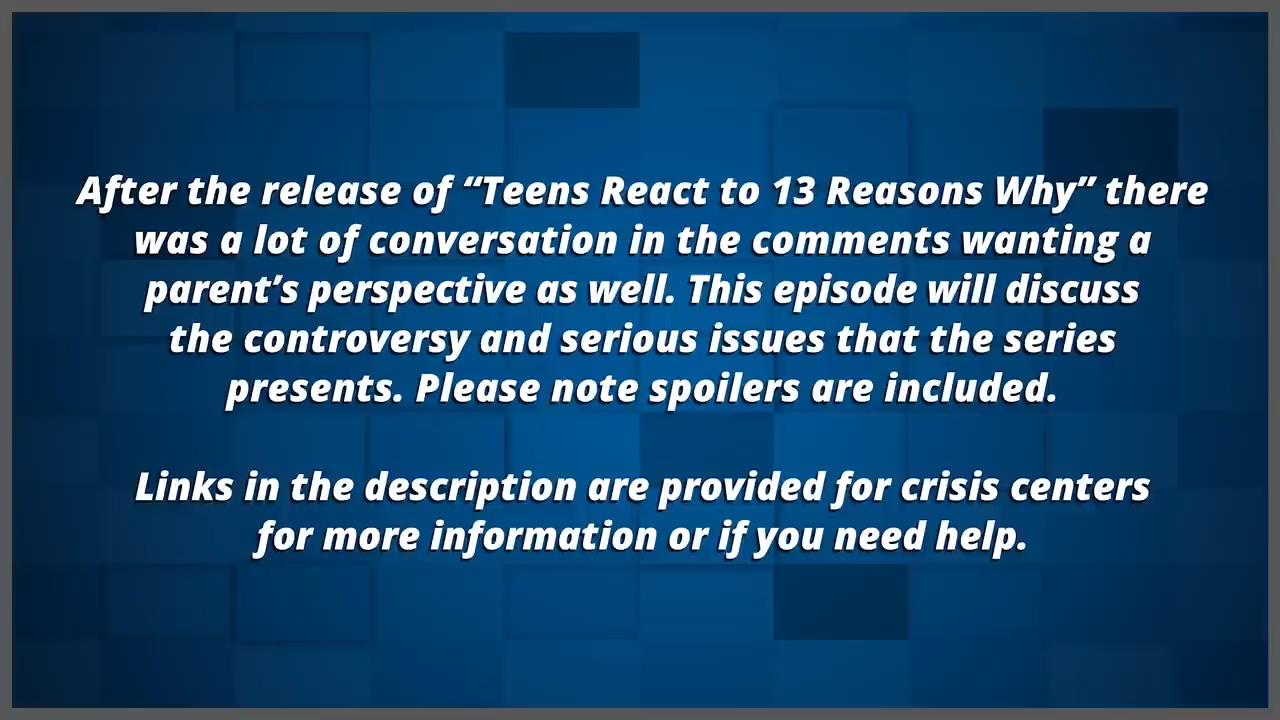 After the release of “Teens React to 13 Reasons Why” there
was a lot of conversation in the comments wanting a
parent’s perspective as well. This episode will discuss
the controversy and serious issues that the series
presents. Please note spoilers are included.
Links in the description are provided for crisis centers
for more information or if you need help.